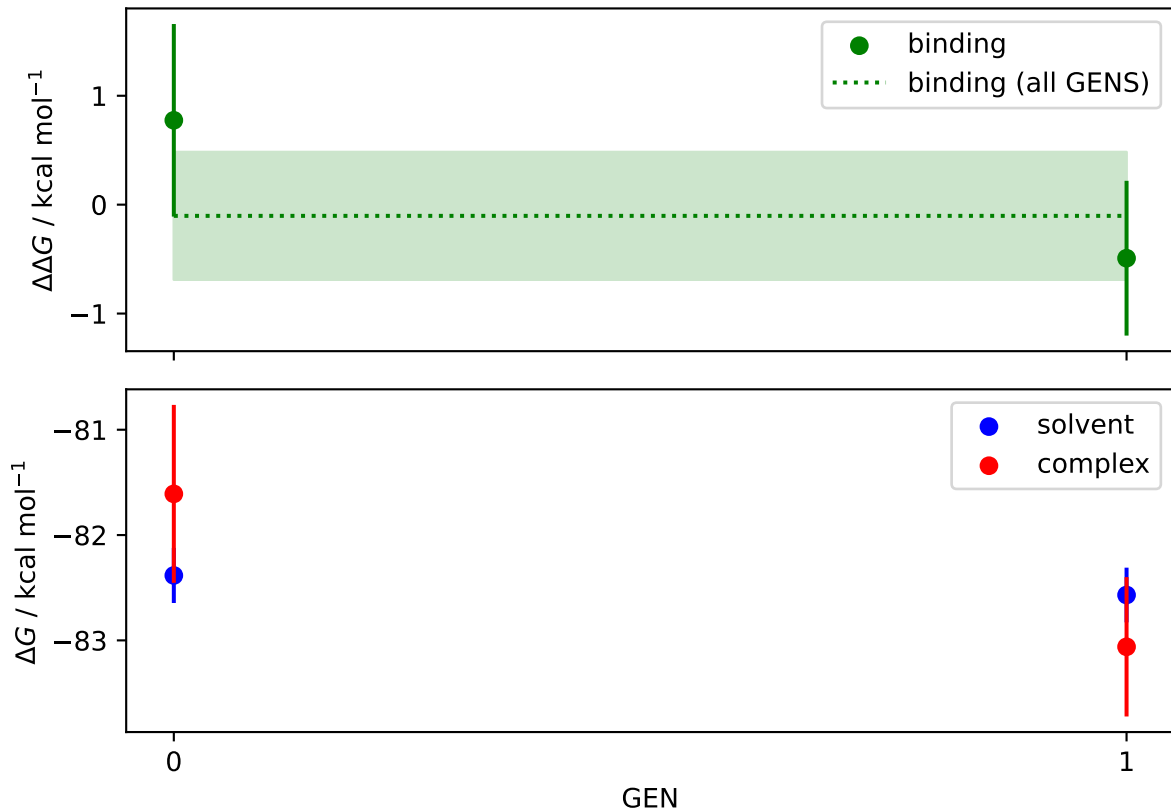 ΔΔG / kcal mol⁻¹
1
0
−1
binding
binding (all GENS)
ΔG / kcal mol⁻¹
−81
−82
−83
solvent
complex
0
1
GEN